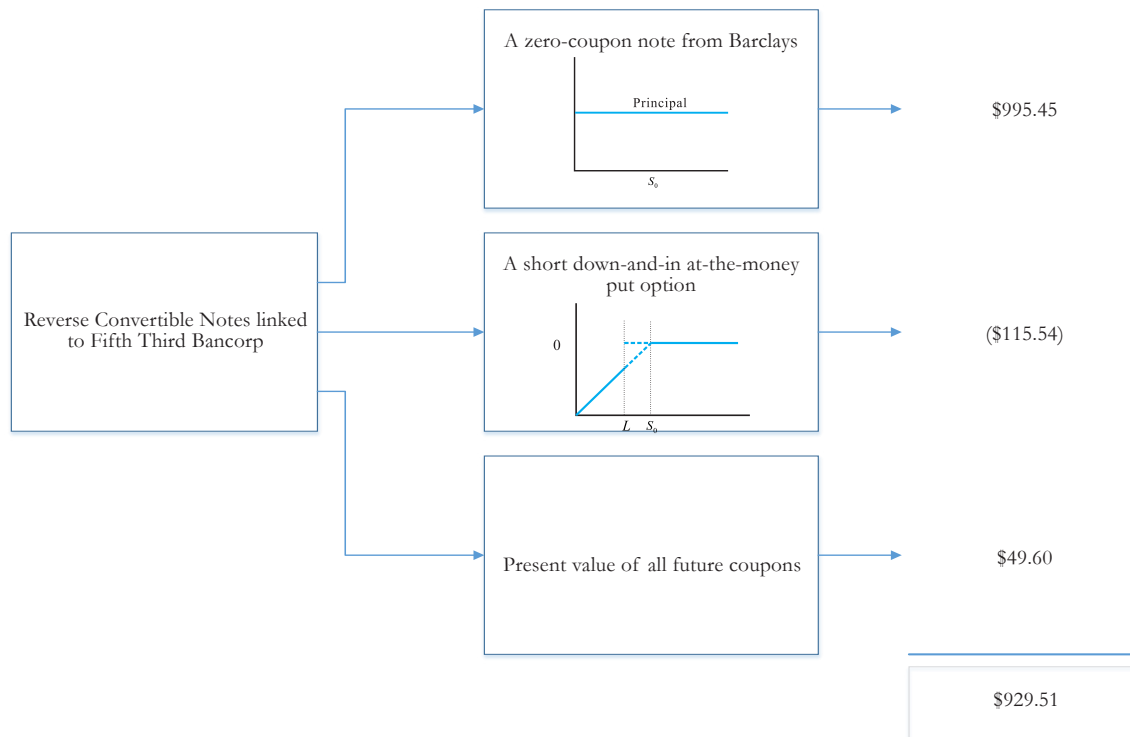 A zero-coupon note from Barclays
Principal
S₀
$995.45
Reverse Convertible Notes linked
to Fifth Third Bancorp
A short down-and-in at-the-money
put option
0
L S₀
($115.54)
Present value of all future coupons
$49.60
$929.51